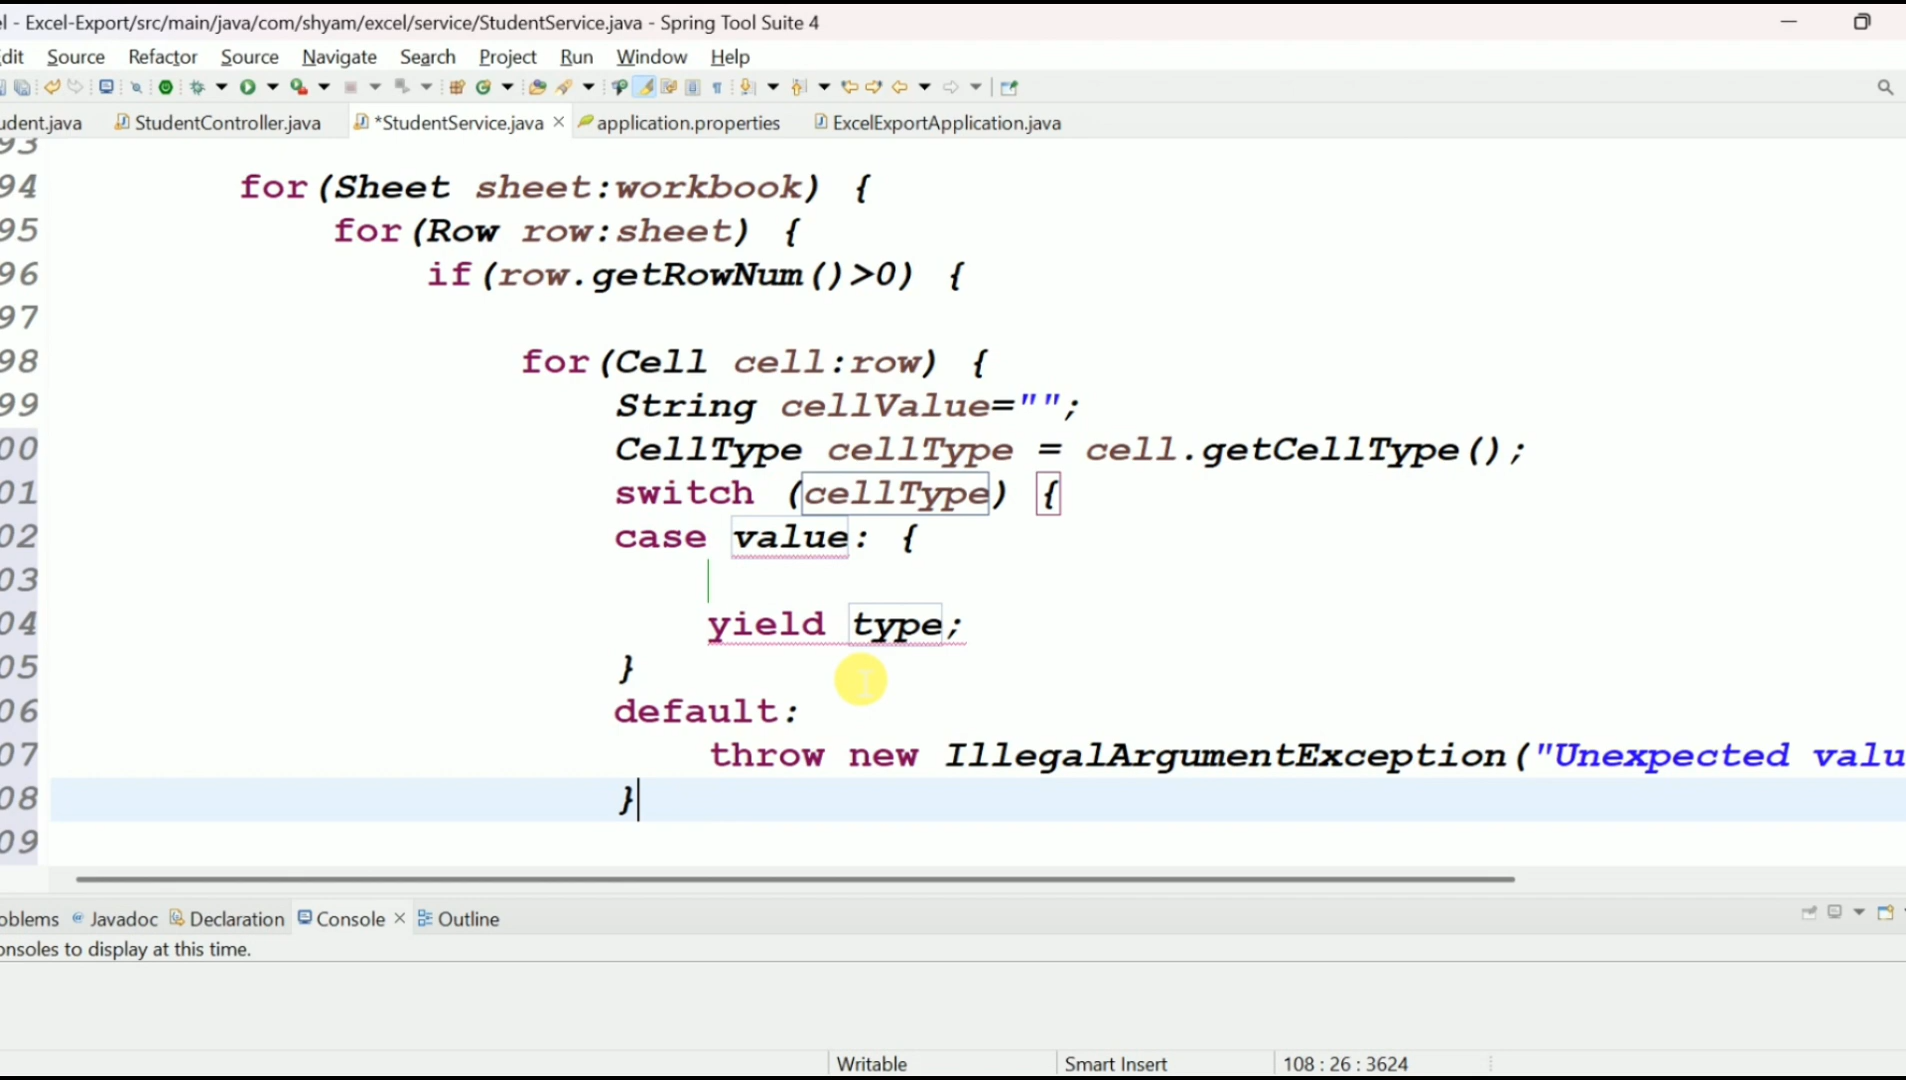 el - Excel-Export/src/main/java/com/shyam/excel/service/StudentService.java - Spring Tool Suite 4
dit Source Refactor Source Navigate Search Project Run Window Help
udent.java StudentController.java *StudentService.java application.properties ExcelExportApplication.java
93
94 for(Sheet sheet:workbook) {
95 for(Row row:sheet) {
96 if(row.getRowNum()>0) {
97
98 for(Cell cell:row) {
99 String cellValue="";
00 CellType cellType = cell.getCellType();
01 switch (cellType) {
02 case value: {
03
04 yield type;
05 }
06 default:
07 throw new IllegalArgumentException("Unexpected valu
08 }
09
oblems Javadoc Declaration Console Outline
onsoles to display at this time.
Writable Smart Insert 108 : 26 : 3624